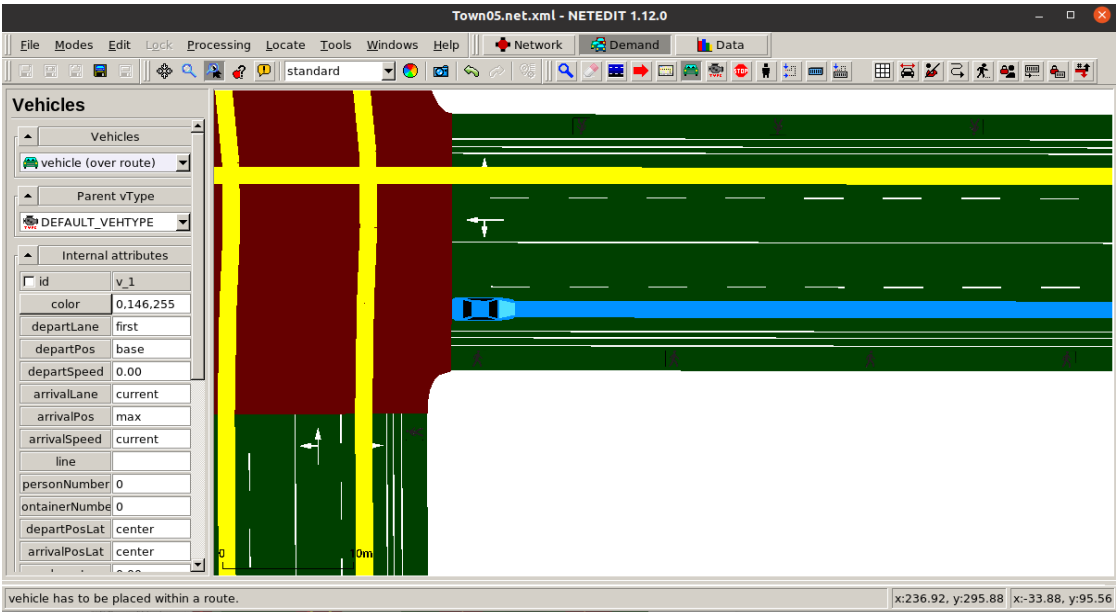 Town05.net.xml - NETEDIT 1.12.0
File Modes Edit Lock Processing Locate Tools Windows Help Network Demand Data
standard
Vehicles
Vehicles
vehicle (over route)
Parent vType
DEFAULT_VEHTYPE
Internal attributes
id v_1
color 0,146,255
departLane first
departPos base
departSpeed 0.00
arrivalLane current
arrivalPos max
arrivalSpeed current
line
personNumber 0
ontainerNumbe 0
departPosLat center
arrivalPosLat center
0 10m
vehicle has to be placed within a route.
x:236.92, y:295.88 x:-33.88, y:95.56